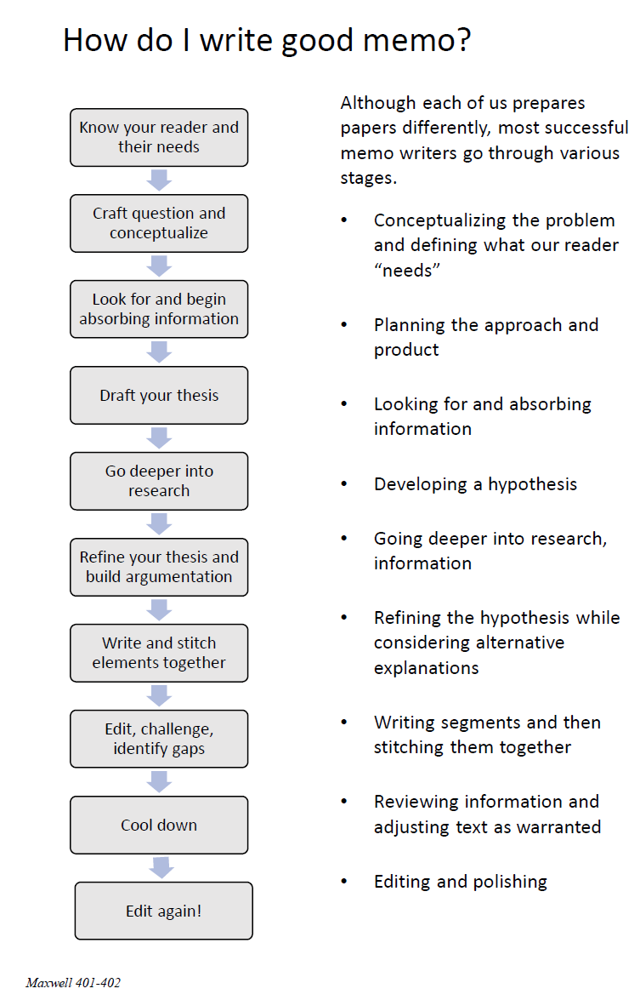 How do I write good memo?
Know your reader and
their needs
Craft question and
conceptualize
Look for and begin
absorbing information
Draft your thesis
Go deeper into
research
Refine your thesis and
build argumentation
Write and stitch
elements together
Edit, challenge,
identify gaps
Cool down
Edit again!
Although each of us prepares
papers differently, most successful
memo writers go through various
stages.
• Conceptualizing the problem
and defining what our reader
“needs”
• Planning the approach and
product
• Looking for and absorbing
information
• Developing a hypothesis
• Going deeper into research,
information
• Refining the hypothesis while
considering alternative
explanations
• Writing segments and then
stitching them together
• Reviewing information and
adjusting text as warranted
• Editing and polishing
Maxwell 401-402